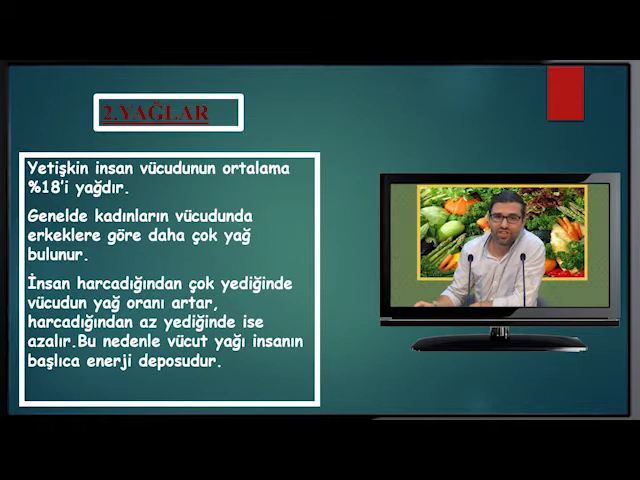 2.YAĞLAR
Yetişkin insan vücudunun ortalama
%18’i yağdır.
Genelde kadınların vücudunda
erkeklere göre daha çok yağ
bulunur.
İnsan harcadığından çok yediğinde
vücudun yağ oranı artar,
harcadığından az yediğinde ise
azalır.Bu nedenle vücut yağı insanın
başlıca enerji deposudur.